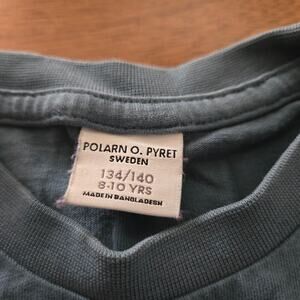 POLARN O. PYRET
SWEDEN
134/140
8-10 YRS
MADE IN BANGLADESH